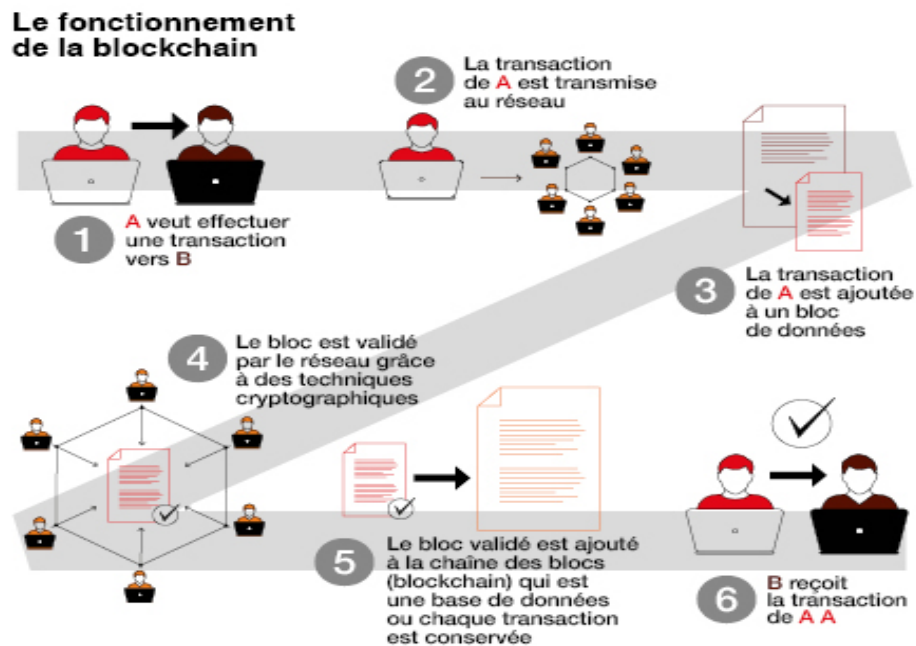 Le fonctionnement
de la blockchain
1
A veut effectuer
une transaction
vers B
2
La transaction
de A est transmise
au réseau
3
La transaction
de A est ajoutée
à un bloc
de données
4
Le bloc est validé
par le réseau grâce
à des techniques
cryptographiques
5
Le bloc validé est ajouté
à la chaîne des blocs
(blockchain) qui est
une base de données
ou chaque transaction
est conservée
6
B reçoit
la transaction
de A A